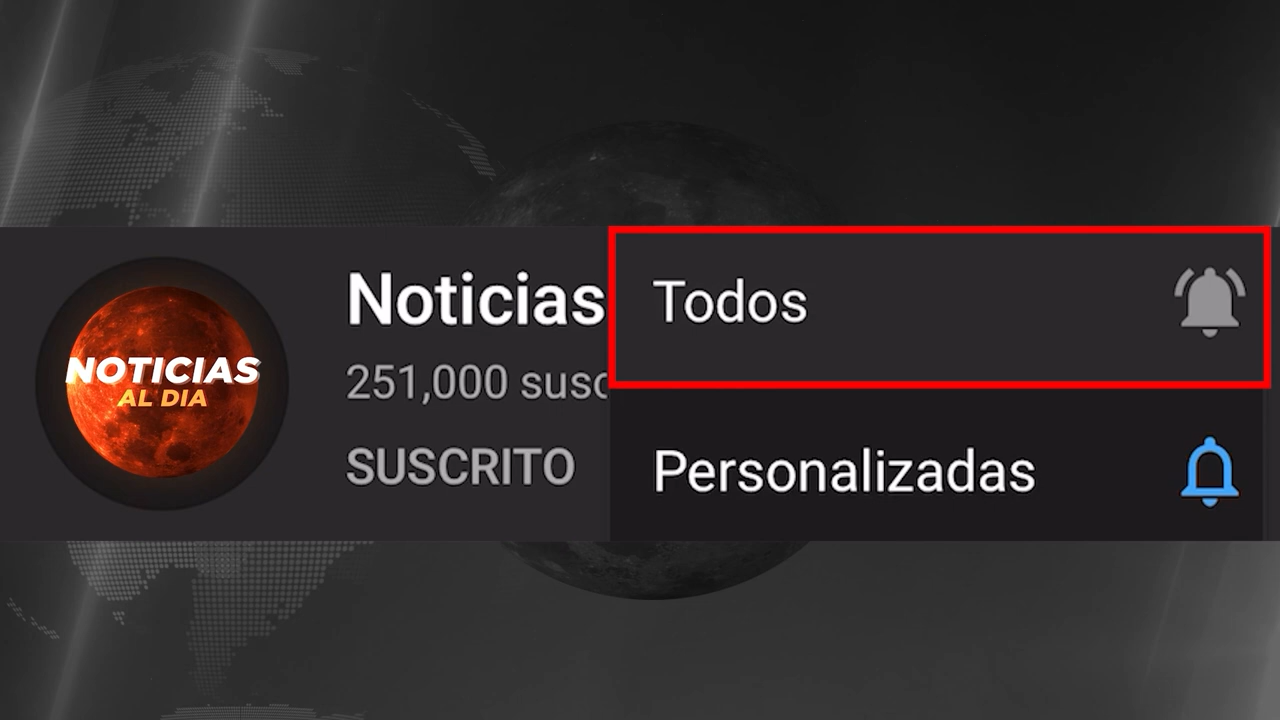 NOTICIAS
AL DIA
Noticias
251,000 susc
SUSCRITO
Todos
Personalizadas